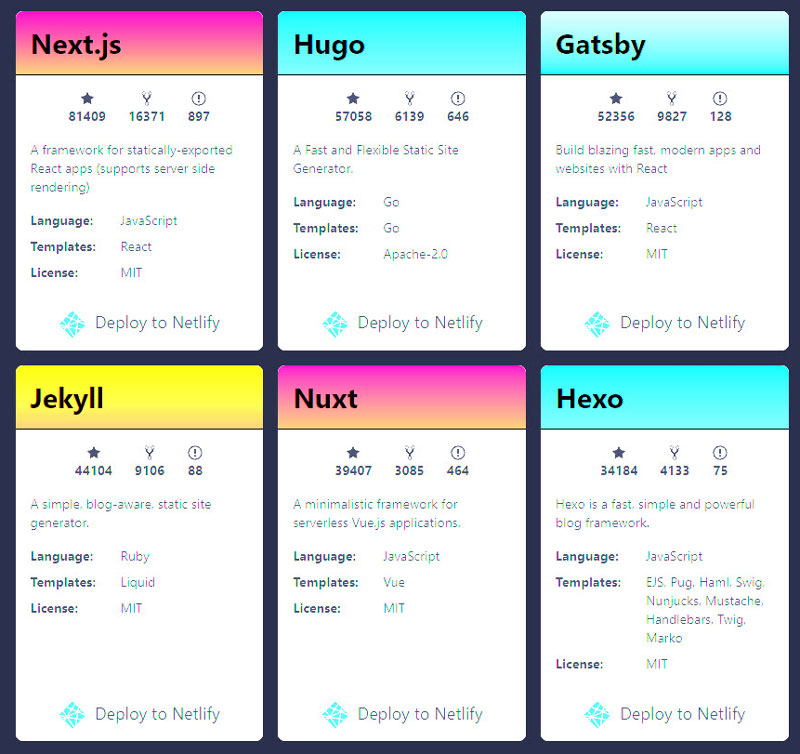 Next.js
81409 16371 897
A framework for statically-exported
React apps (supports server side
rendering)
Language: JavaScript
Templates: React
License: MIT
Deploy to Netlify
Hugo
57058 6139 646
A Fast and Flexible Static Site
Generator.
Language: Go
Templates: Go
License: Apache-2.0
Deploy to Netlify
Gatsby
52356 9827 128
Build blazing fast, modern apps and
websites with React
Language: JavaScript
Templates: React
License: MIT
Deploy to Netlify
Jekyll
44104 9106 88
A simple, blog-aware, static site
generator.
Language: Ruby
Templates: Liquid
License: MIT
Deploy to Netlify
Nuxt
39407 3085 464
A minimalistic framework for
serverless Vue.js applications.
Language: JavaScript
Templates: Vue
License: MIT
Deploy to Netlify
Hexo
34184 4133 75
Hexo is a fast, simple and powerful
blog framework.
Language: JavaScript
Templates: EJS, Pug, Haml, Swig,
Nunjucks, Mustache,
Handlebars, Twig,
Marko
License: MIT
Deploy to Netlify